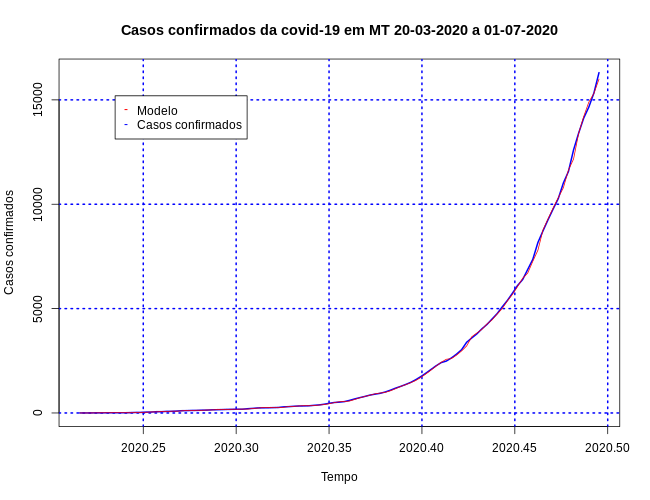 Casos confirmados da covid-19 em MT 20-03-2020 a 01-07-2020
Casos confirmados
15000
10000
5000
0
Modelo
Casos confirmados
2020.25 2020.30 2020.35 2020.40 2020.45 2020.50
Tempo